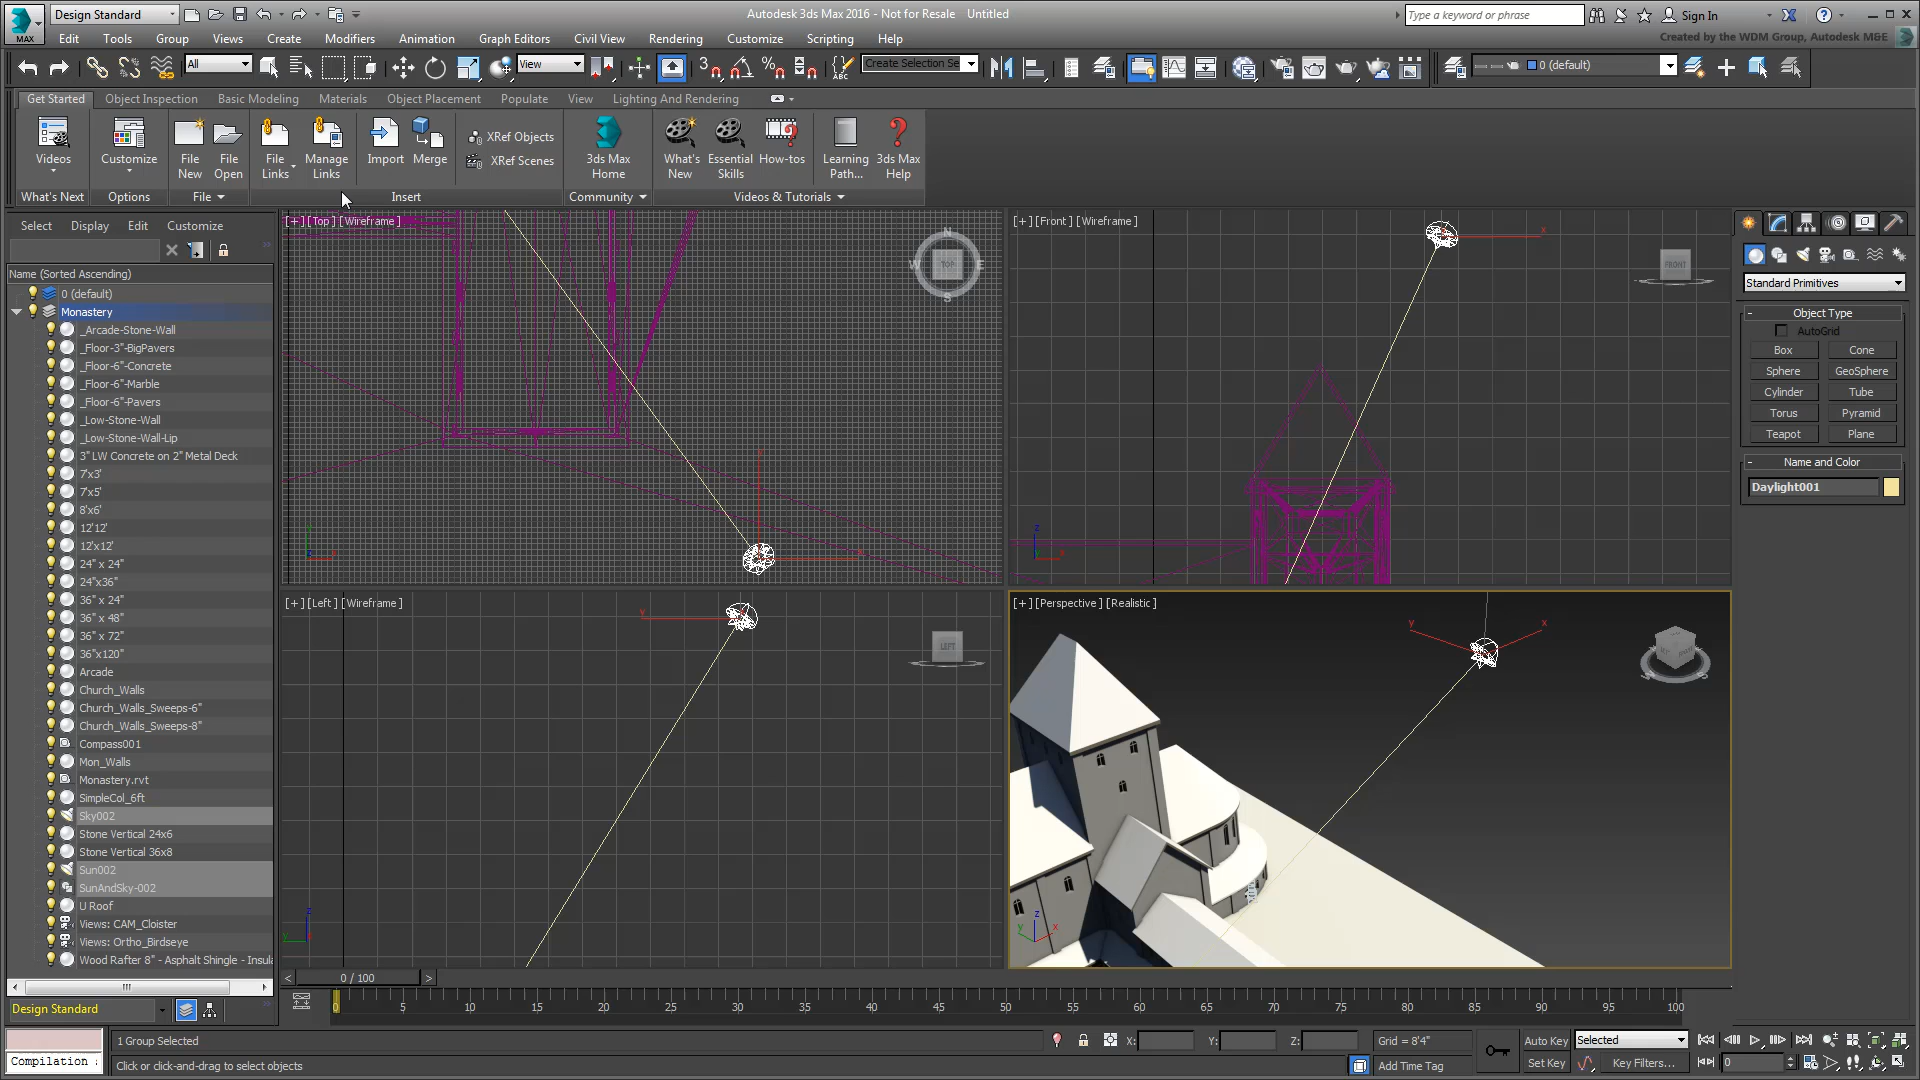 MAX
Design Standard
Autodesk 3ds Max 2016 - Not for Resale Untitled
Type a keyword or phrase
Sign In
Edit Tools Group Views Create Modifiers Animation Graph Editors Civil View Rendering Customize Scripting Help
Created by the WDM Group, Autodesk M&E
All
View
Create Selection Se
0 (default)
Get Started Object Inspection Basic Modeling Materials Object Placement Populate View Lighting And Rendering
Videos
Customize
File New
File Open
File Links
Manage Links
Import
Merge
XRef Objects
XRef Scenes
3ds Max Home
What's New
Essential Skills
How-tos
Learning Path...
3ds Max Help
What's Next Options File Insert Community Videos & Tutorials
Select Display Edit Customize
Name (Sorted Ascending)
0 (default)
Monastery
_Arcade-Stone-Wall
_Floor-3"-BigPavers
_Floor-6"-Concrete
_Floor-6"-Marble
_Floor-6"-Pavers
_Low-Stone-Wall
_Low-Stone-Wall-Lip
3" LW Concrete on 2" Metal Deck
7'x3'
7'x5'
8'x6'
12'12'
12'x12'
24" x 24"
24"x36"
36" x 24"
36" x 48"
36" x 72"
36"x120"
Arcade
Church_Walls
Church_Walls_Sweeps-6"
Church_Walls_Sweeps-8"
Compass001
Mon_Walls
Monastery.rvt
SimpleCol_6ft
Sky002
Stone Vertical 24x6
Stone Vertical 36x8
Sun002
SunAndSky-002
U Roof
Views: CAM_Cloister
Views: Ortho_Birdseye
Wood Rafter 8" - Asphalt Shingle - Insula
Design Standard
[+][Top][Wireframe]
N
W TOP E
S
[+][Front][Wireframe]
FRONT
x
[+][Left][Wireframe]
LEFT
y
[+][Perspective][Realistic]
y x
z
Standard Primitives
Object Type
AutoGrid
Box Cone
Sphere GeoSphere
Cylinder Tube
Torus Pyramid
Teapot Plane
Name and Color
Daylight001
0 / 100
0 5 10 15 20 25 30 35 40 45 50 55 60 65 70 75 80 85 90 95 100
Compilation :
1 Group Selected
Click or click-and-drag to select objects
X: Y: Z:
Grid = 8'4"
Add Time Tag
Auto Key Selected
Set Key Key Filters...
0